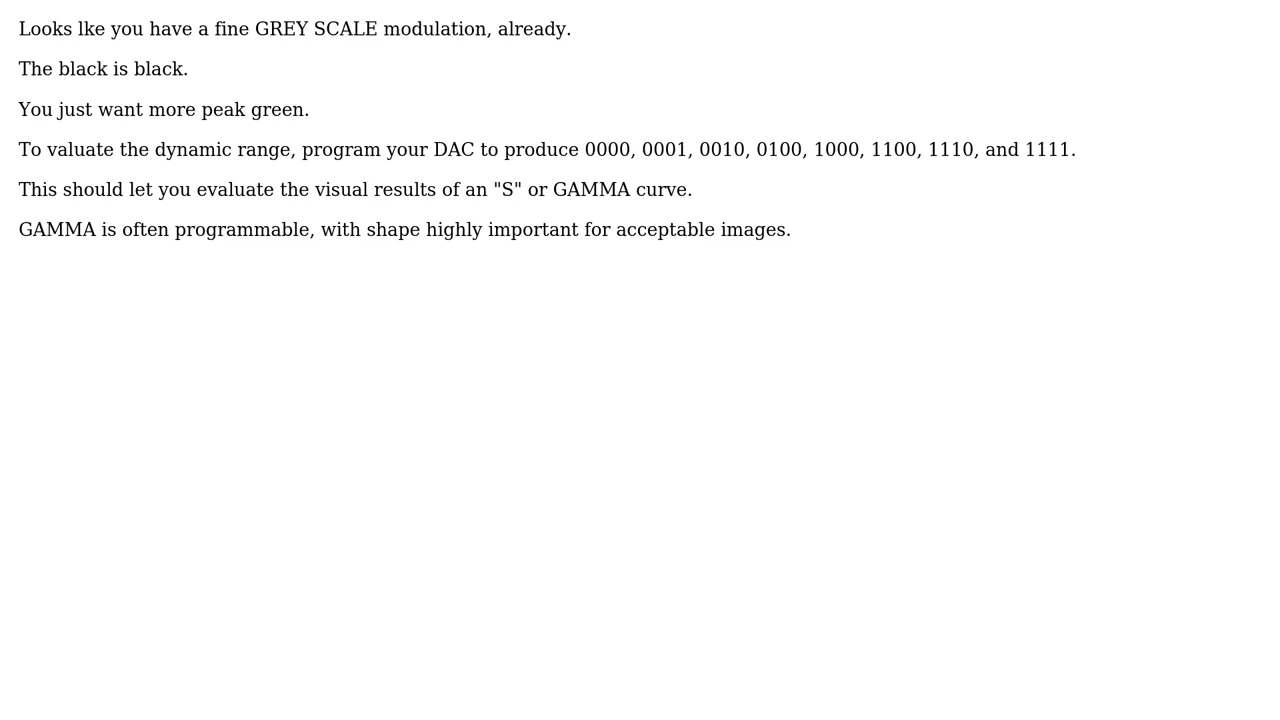 Looks lke you have a fine GREY SCALE modulation, already.
The black is black.
You just want more peak green.
To valuate the dynamic range, program your DAC to produce 0000, 0001, 0010, 0100, 1000, 1100, 1110, and 1111.
This should let you evaluate the visual results of an "S" or GAMMA curve.
GAMMA is often programmable, with shape highly important for acceptable images.